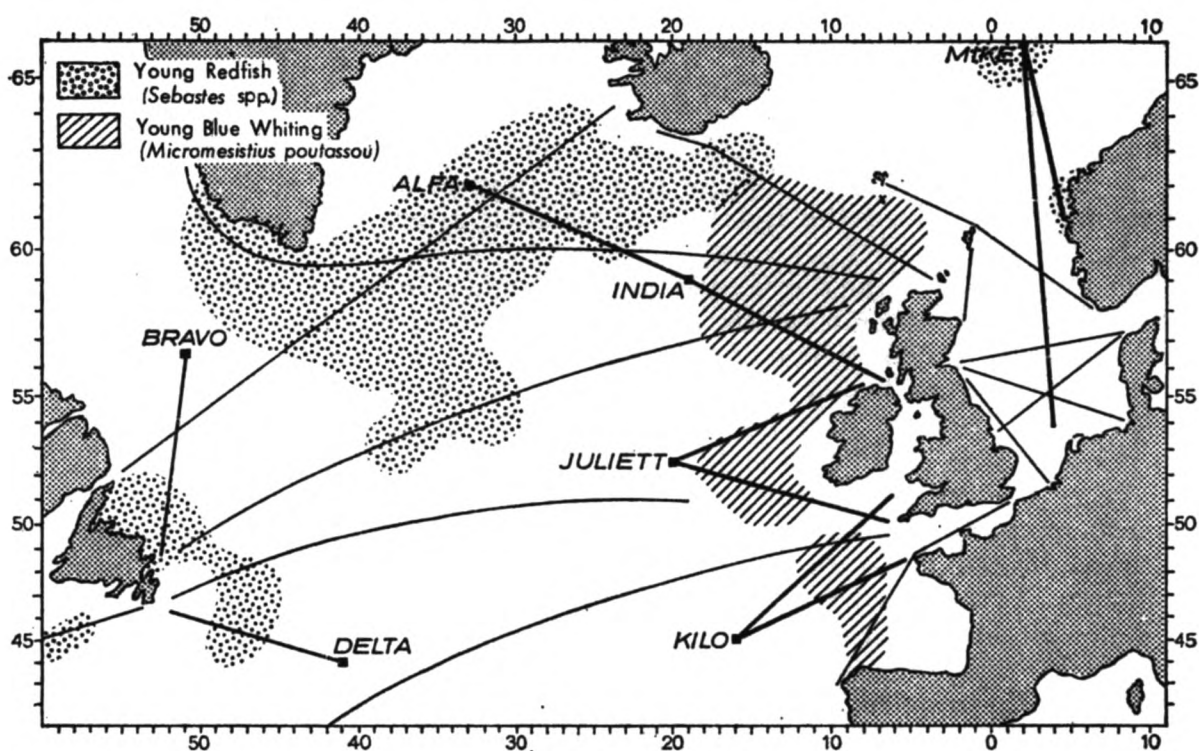 50 40 30 20 10 0 10
65 65
Young Redfish
(Sebastes spp.)
Young Blue Whiting
(Micromesistius poutassou)
MIKE
ALFA
60 60
INDIA
BRAVO
55 55
JULIETT
50 50
45 45
DELTA
KILO
50 40 30 20 10 0 10